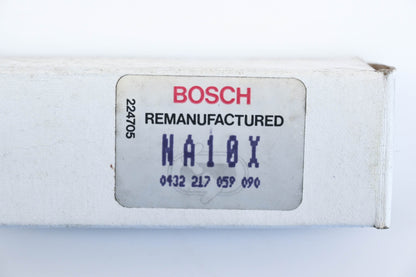 BOSCH
REMANUFACTURED
NA10X
0432 217 059 090
224705